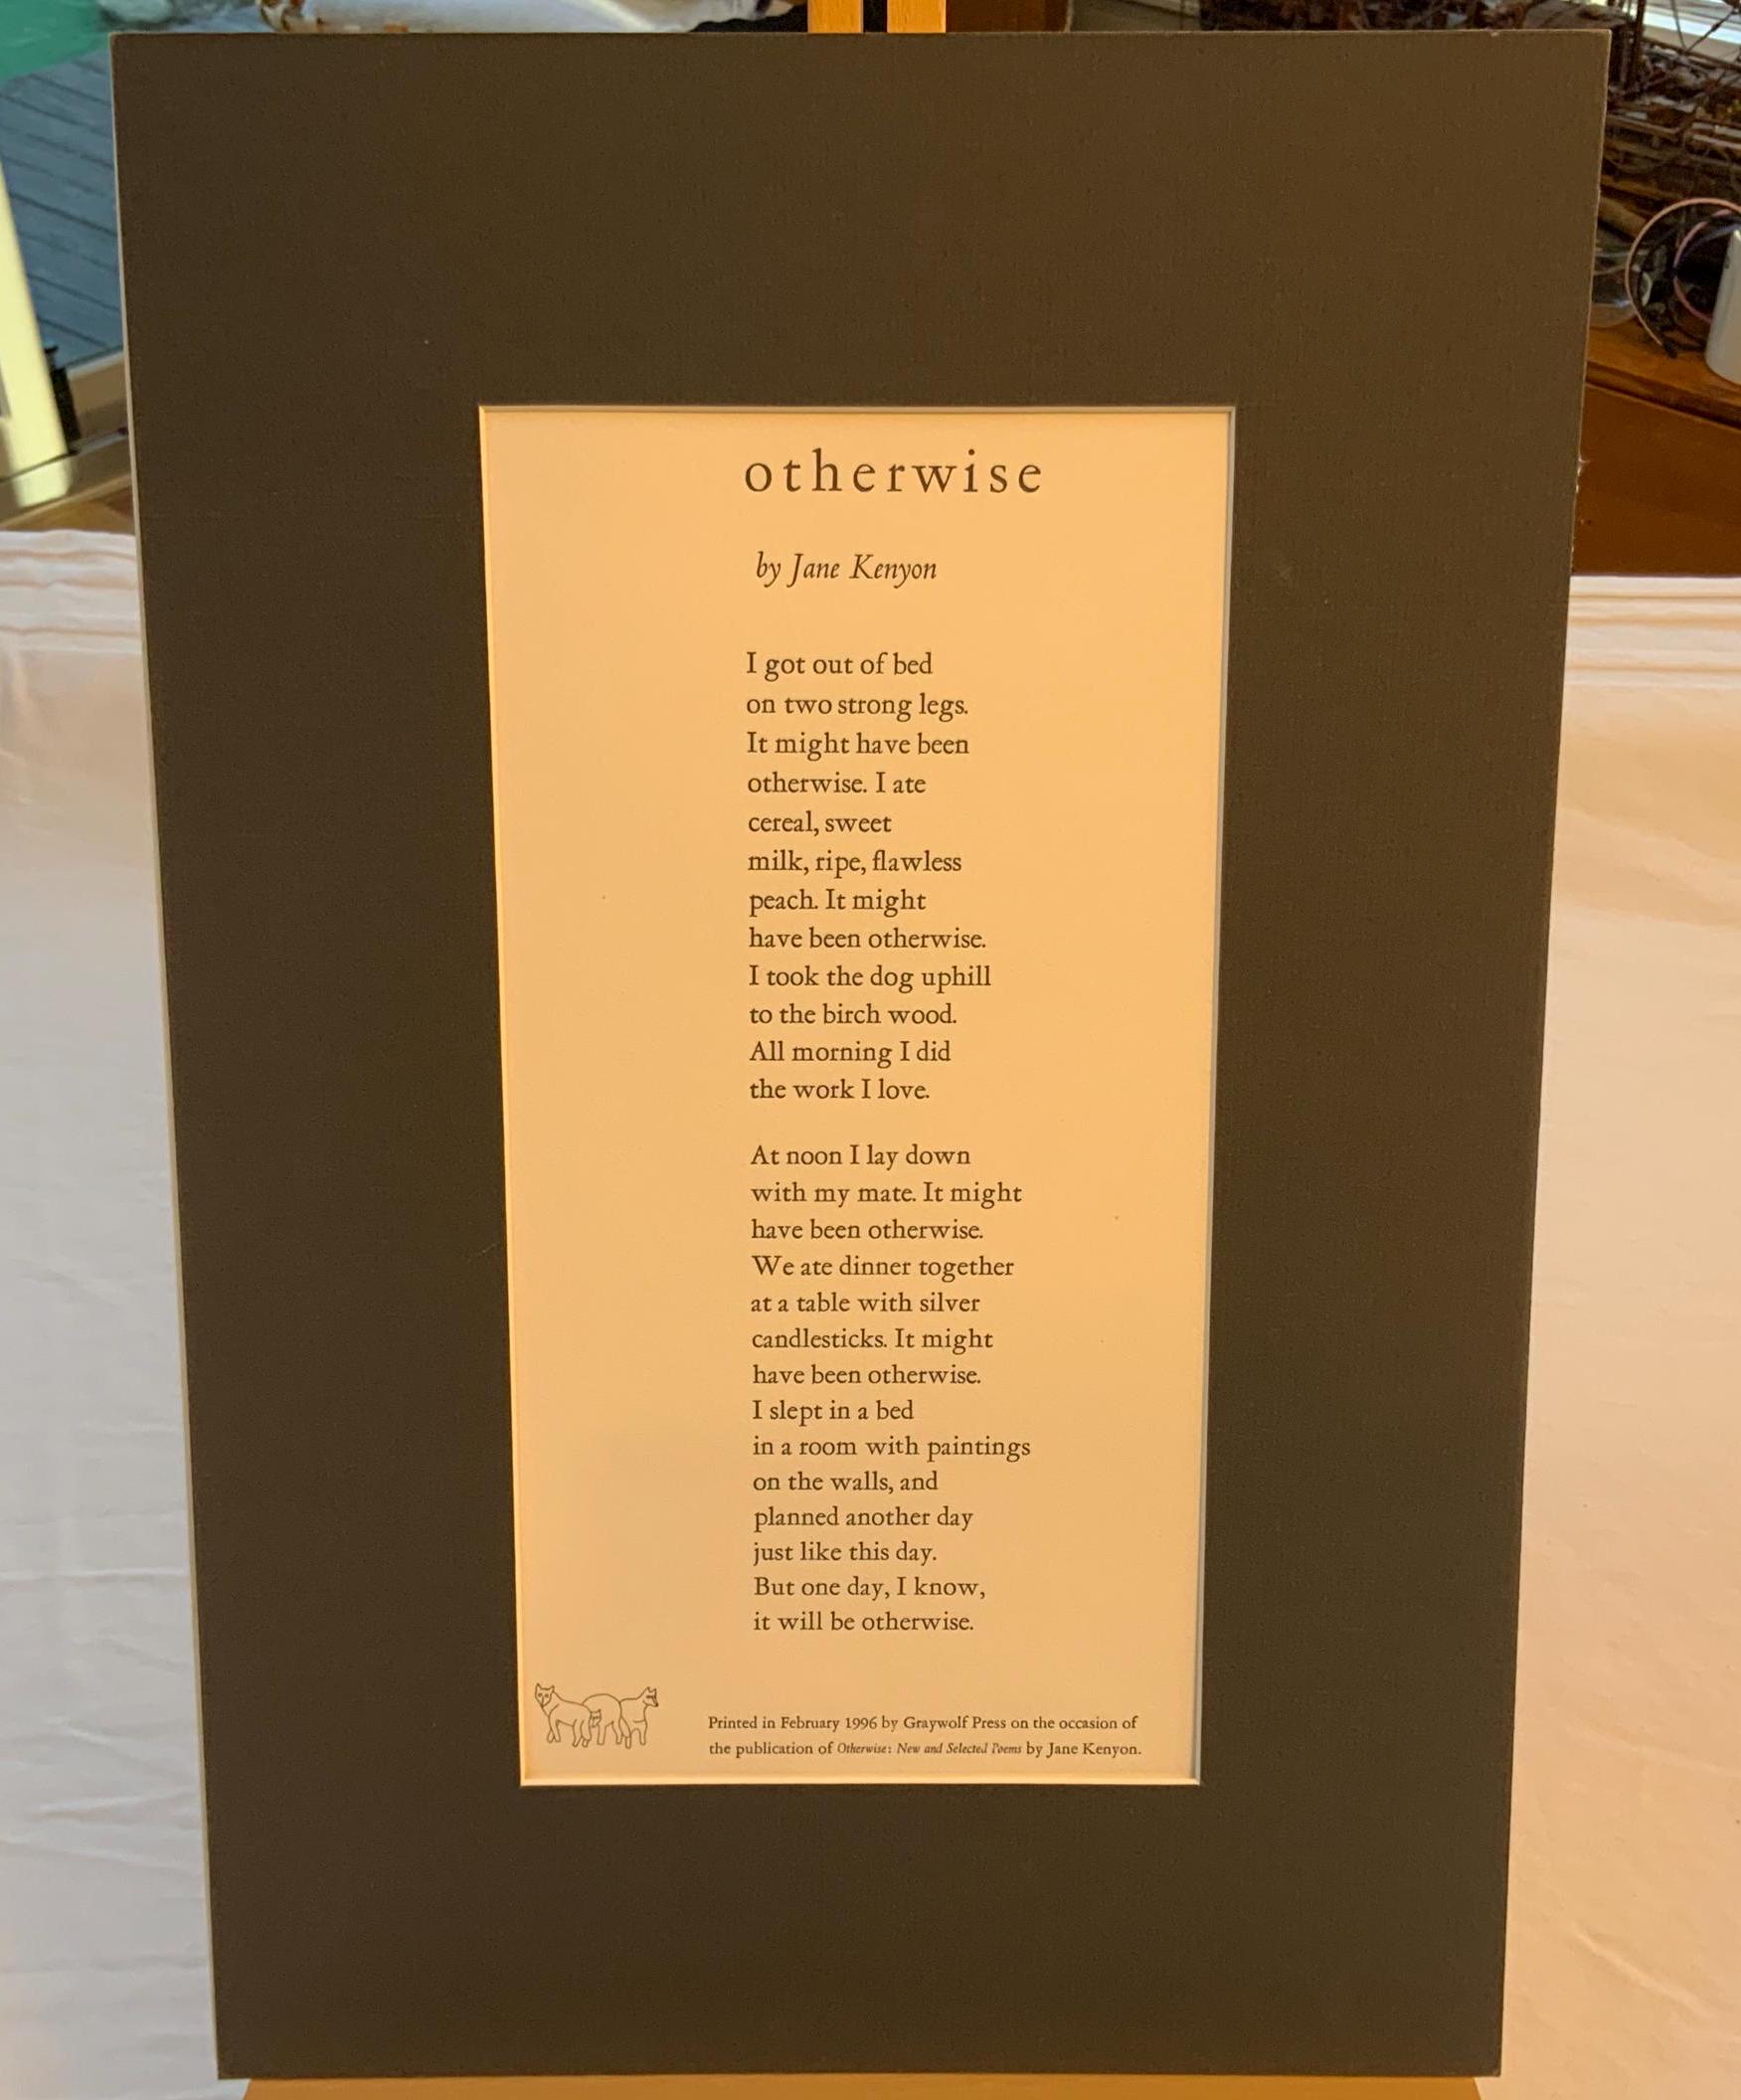 otherwise
by Jane Kenyon
I got out of bed
on two strong legs.
It might have been
otherwise. I ate
cereal, sweet
milk, ripe, flawless
peach. It might
have been otherwise.
I took the dog uphill
to the birch wood.
All morning I did
the work I love.
At noon I lay down
with my mate. It might
have been otherwise.
We ate dinner together
at a table with silver
candlesticks. It might
have been otherwise.
I slept in a bed
in a room with paintings
on the walls, and
planned another day
just like this day.
But one day, I know,
it will be otherwise.
Printed in February 1996 by Graywolf Press on the occasion of
the publication of Otherwise: New and Selected Poems by Jane Kenyon.